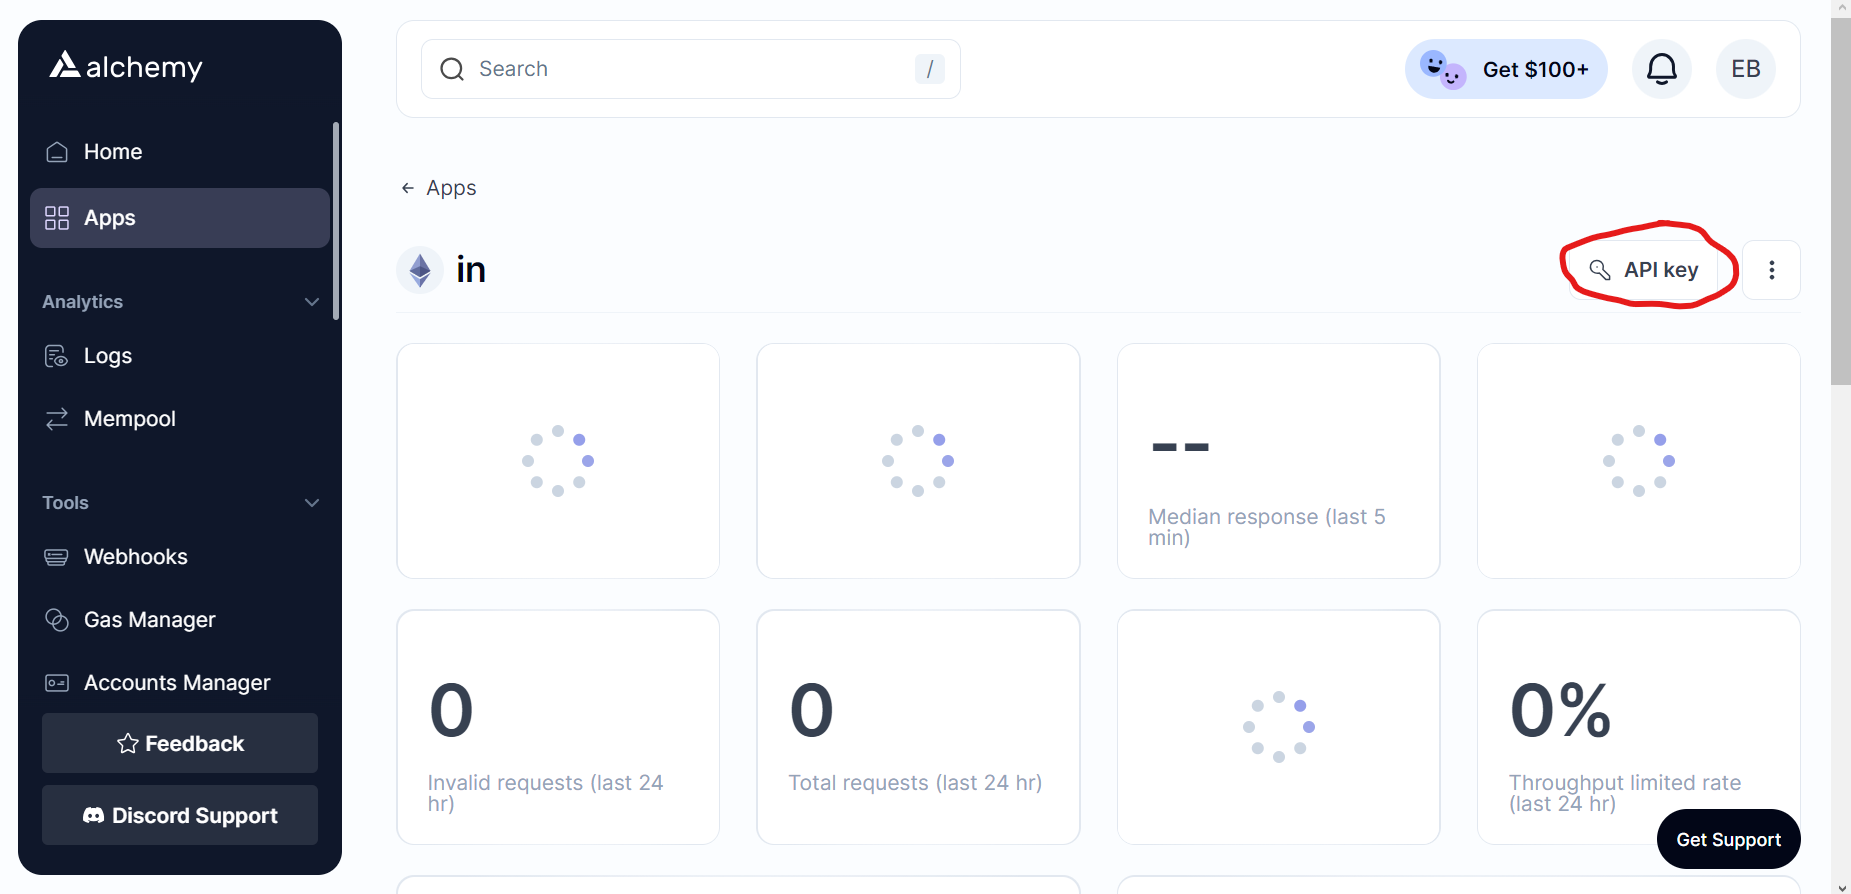 alchemy
Home
Apps
Analytics
Logs
Mempool
Tools
Webhooks
Gas Manager
Accounts Manager
Feedback
Discord Support
Search
/
Get $100+
EB
Apps
in
API key
--
Median response (last 5
min)
0
Invalid requests (last 24
hr)
0
Total requests (last 24 hr)
0%
Throughput limited rate
(last 24 hr)
Get Support